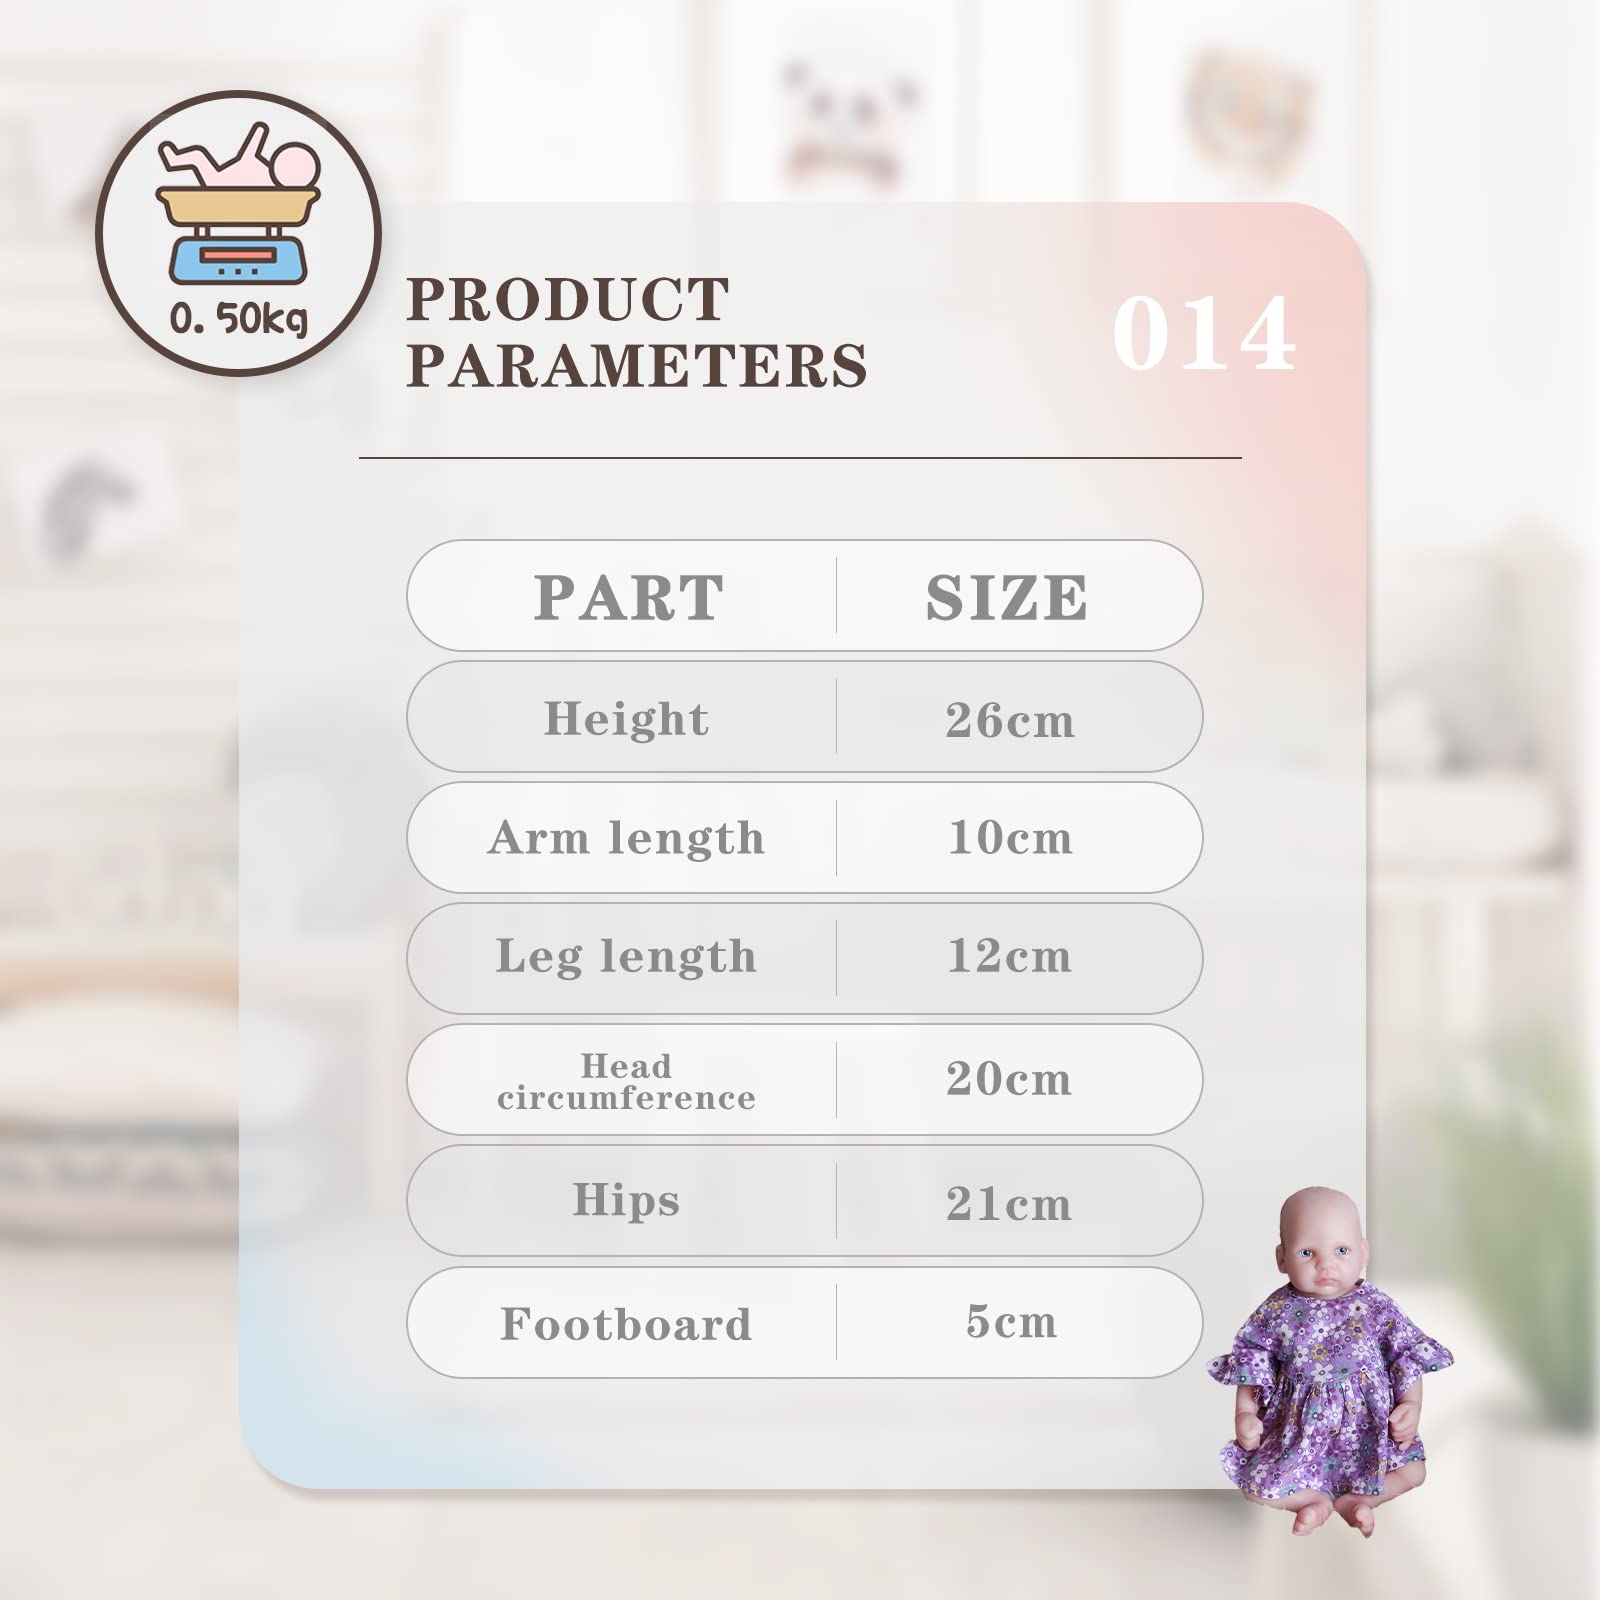 0.50kg
PRODUCT
PARAMETERS
014
PART SIZE
Height 26cm
Arm length 10cm
Leg length 12cm
Head
circumference 20cm
Hips 21cm
Footboard 5cm